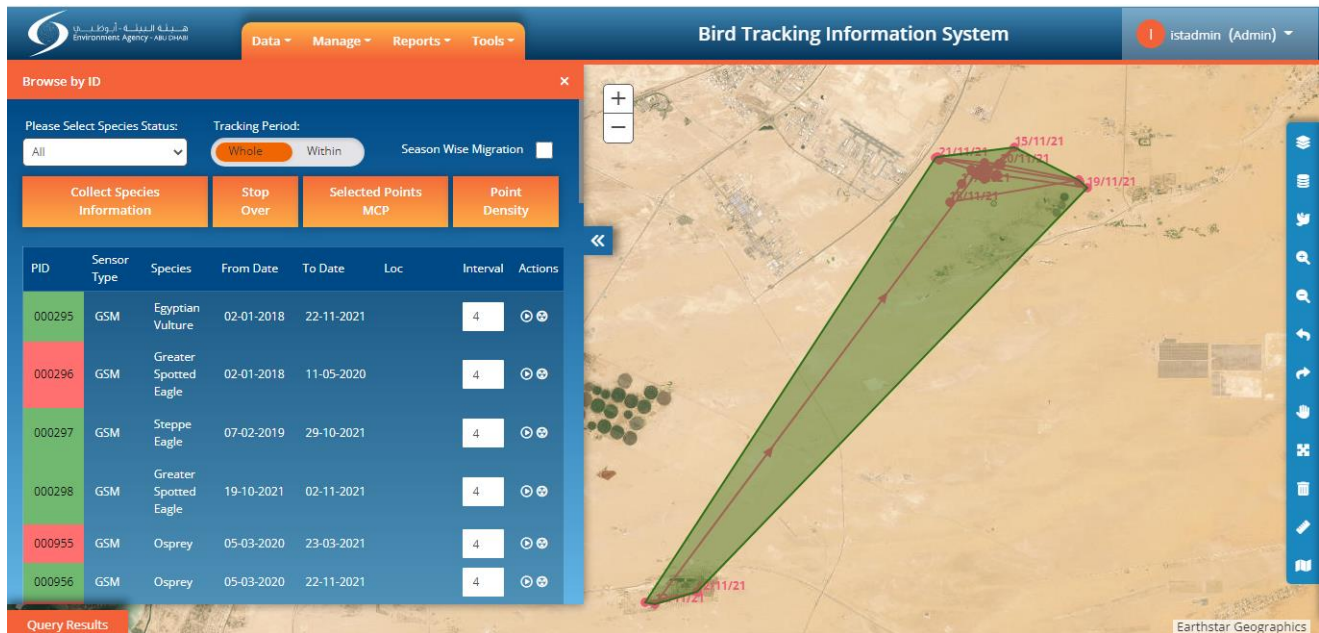 هـيـئـة الـبـيـئـة - أبـوظـبـي
Environment Agency - ABU DHABI
Data
Manage
Reports
Tools
Bird Tracking Information System
I
istadmin (Admin)
Browse by ID
×
Please Select Species Status:
Tracking Period:
All
Whole
Within
Season Wise Migration
Collect Species
Information
Stop
Over
Selected Points
MCP
Point
Density
PID
Sensor
Type
Species
From Date
To Date
Loc
Interval
Actions
000295 GSM Egyptian
Vulture 02-01-2018 22-11-2021 4
000296 GSM Greater
Spotted
Eagle 02-01-2018 11-05-2020 4
000297 GSM Steppe
Eagle 07-02-2019 29-10-2021 4
000298 GSM Greater
Spotted
Eagle 19-10-2021 02-11-2021 4
000955 GSM Osprey 05-03-2020 23-03-2021 4
000956 GSM Osprey 05-03-2020 22-11-2021 4
Query Results
+
−
«
15/11/21
21/11/21
20/11/21
19/11/21
Earthstar Geographics